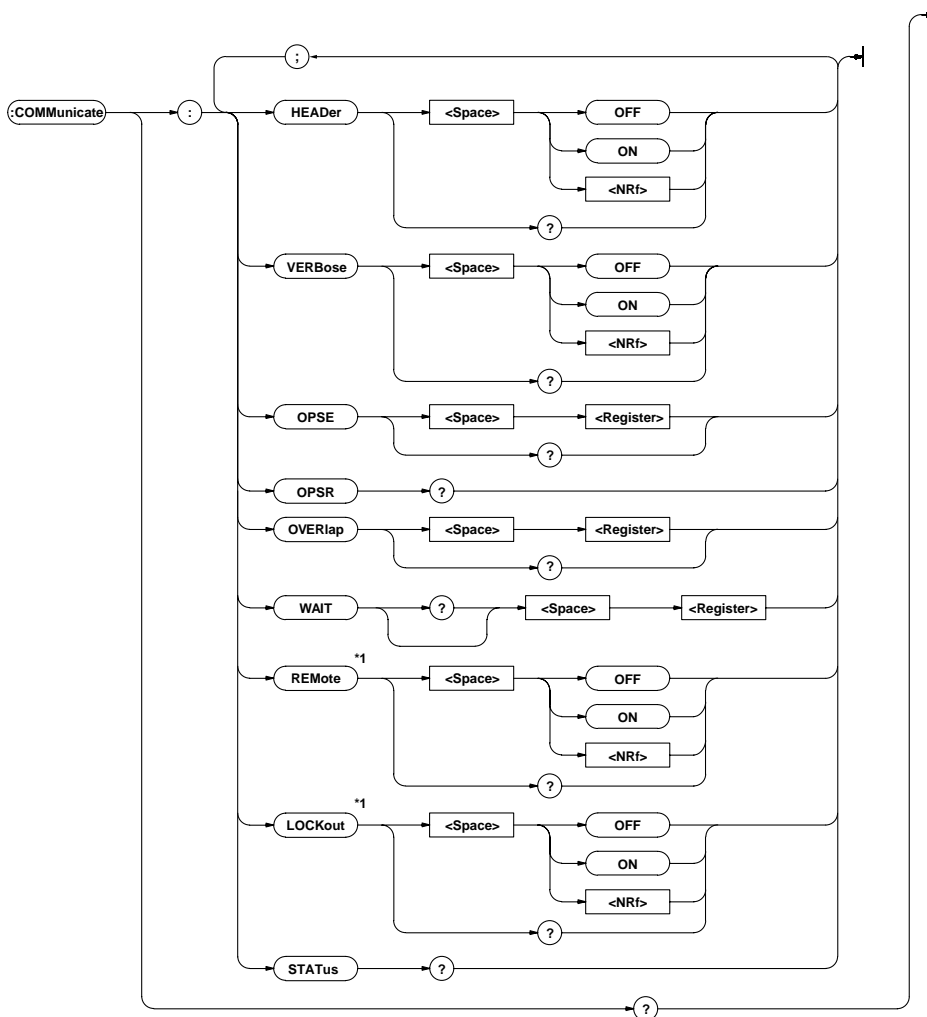 ;
:COMMunicate : HEADer <Space> OFF
ON
<NRf>
?
VERBose <Space> OFF
ON
<NRf>
?
OPSE <Space> <Register>
?
OPSR ?
OVERlap <Space> <Register>
?
WAIT ? <Space> <Register>
*1
REMote <Space> OFF
ON
<NRf>
?
*1
LOCKout <Space> OFF
ON
<NRf>
?
STATus ?
?